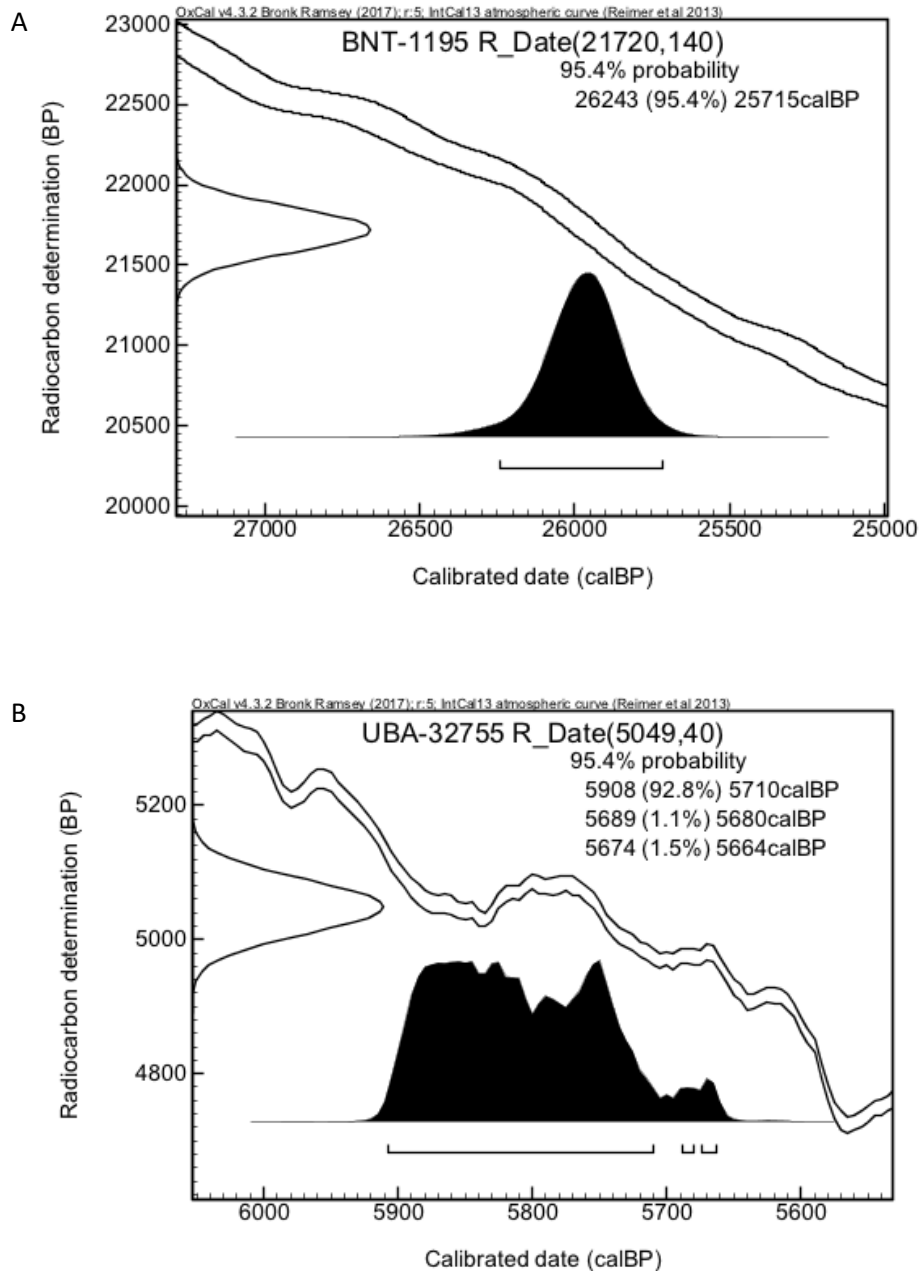 A
OxCal v4.3.2 Bronk Ramsey (2017); r:5; IntCal13 atmospheric curve (Reimer et al 2013)
BNT-1195 R_Date(21720,140)
95.4% probability
26243 (95.4%) 25715calBP
Radiocarbon determination (BP)
23000
22500
22000
21500
21000
20500
20000
27000 26500 26000 25500 25000
Calibrated date (calBP)
B
OxCal v4.3.2 Bronk Ramsey (2017); r:5; IntCal13 atmospheric curve (Reimer et al 2013)
UBA-32755 R_Date(5049,40)
95.4% probability
5908 (92.8%) 5710calBP
5689 (1.1%) 5680calBP
5674 (1.5%) 5664calBP
Radiocarbon determination (BP)
5200
5000
4800
6000 5900 5800 5700 5600
Calibrated date (calBP)